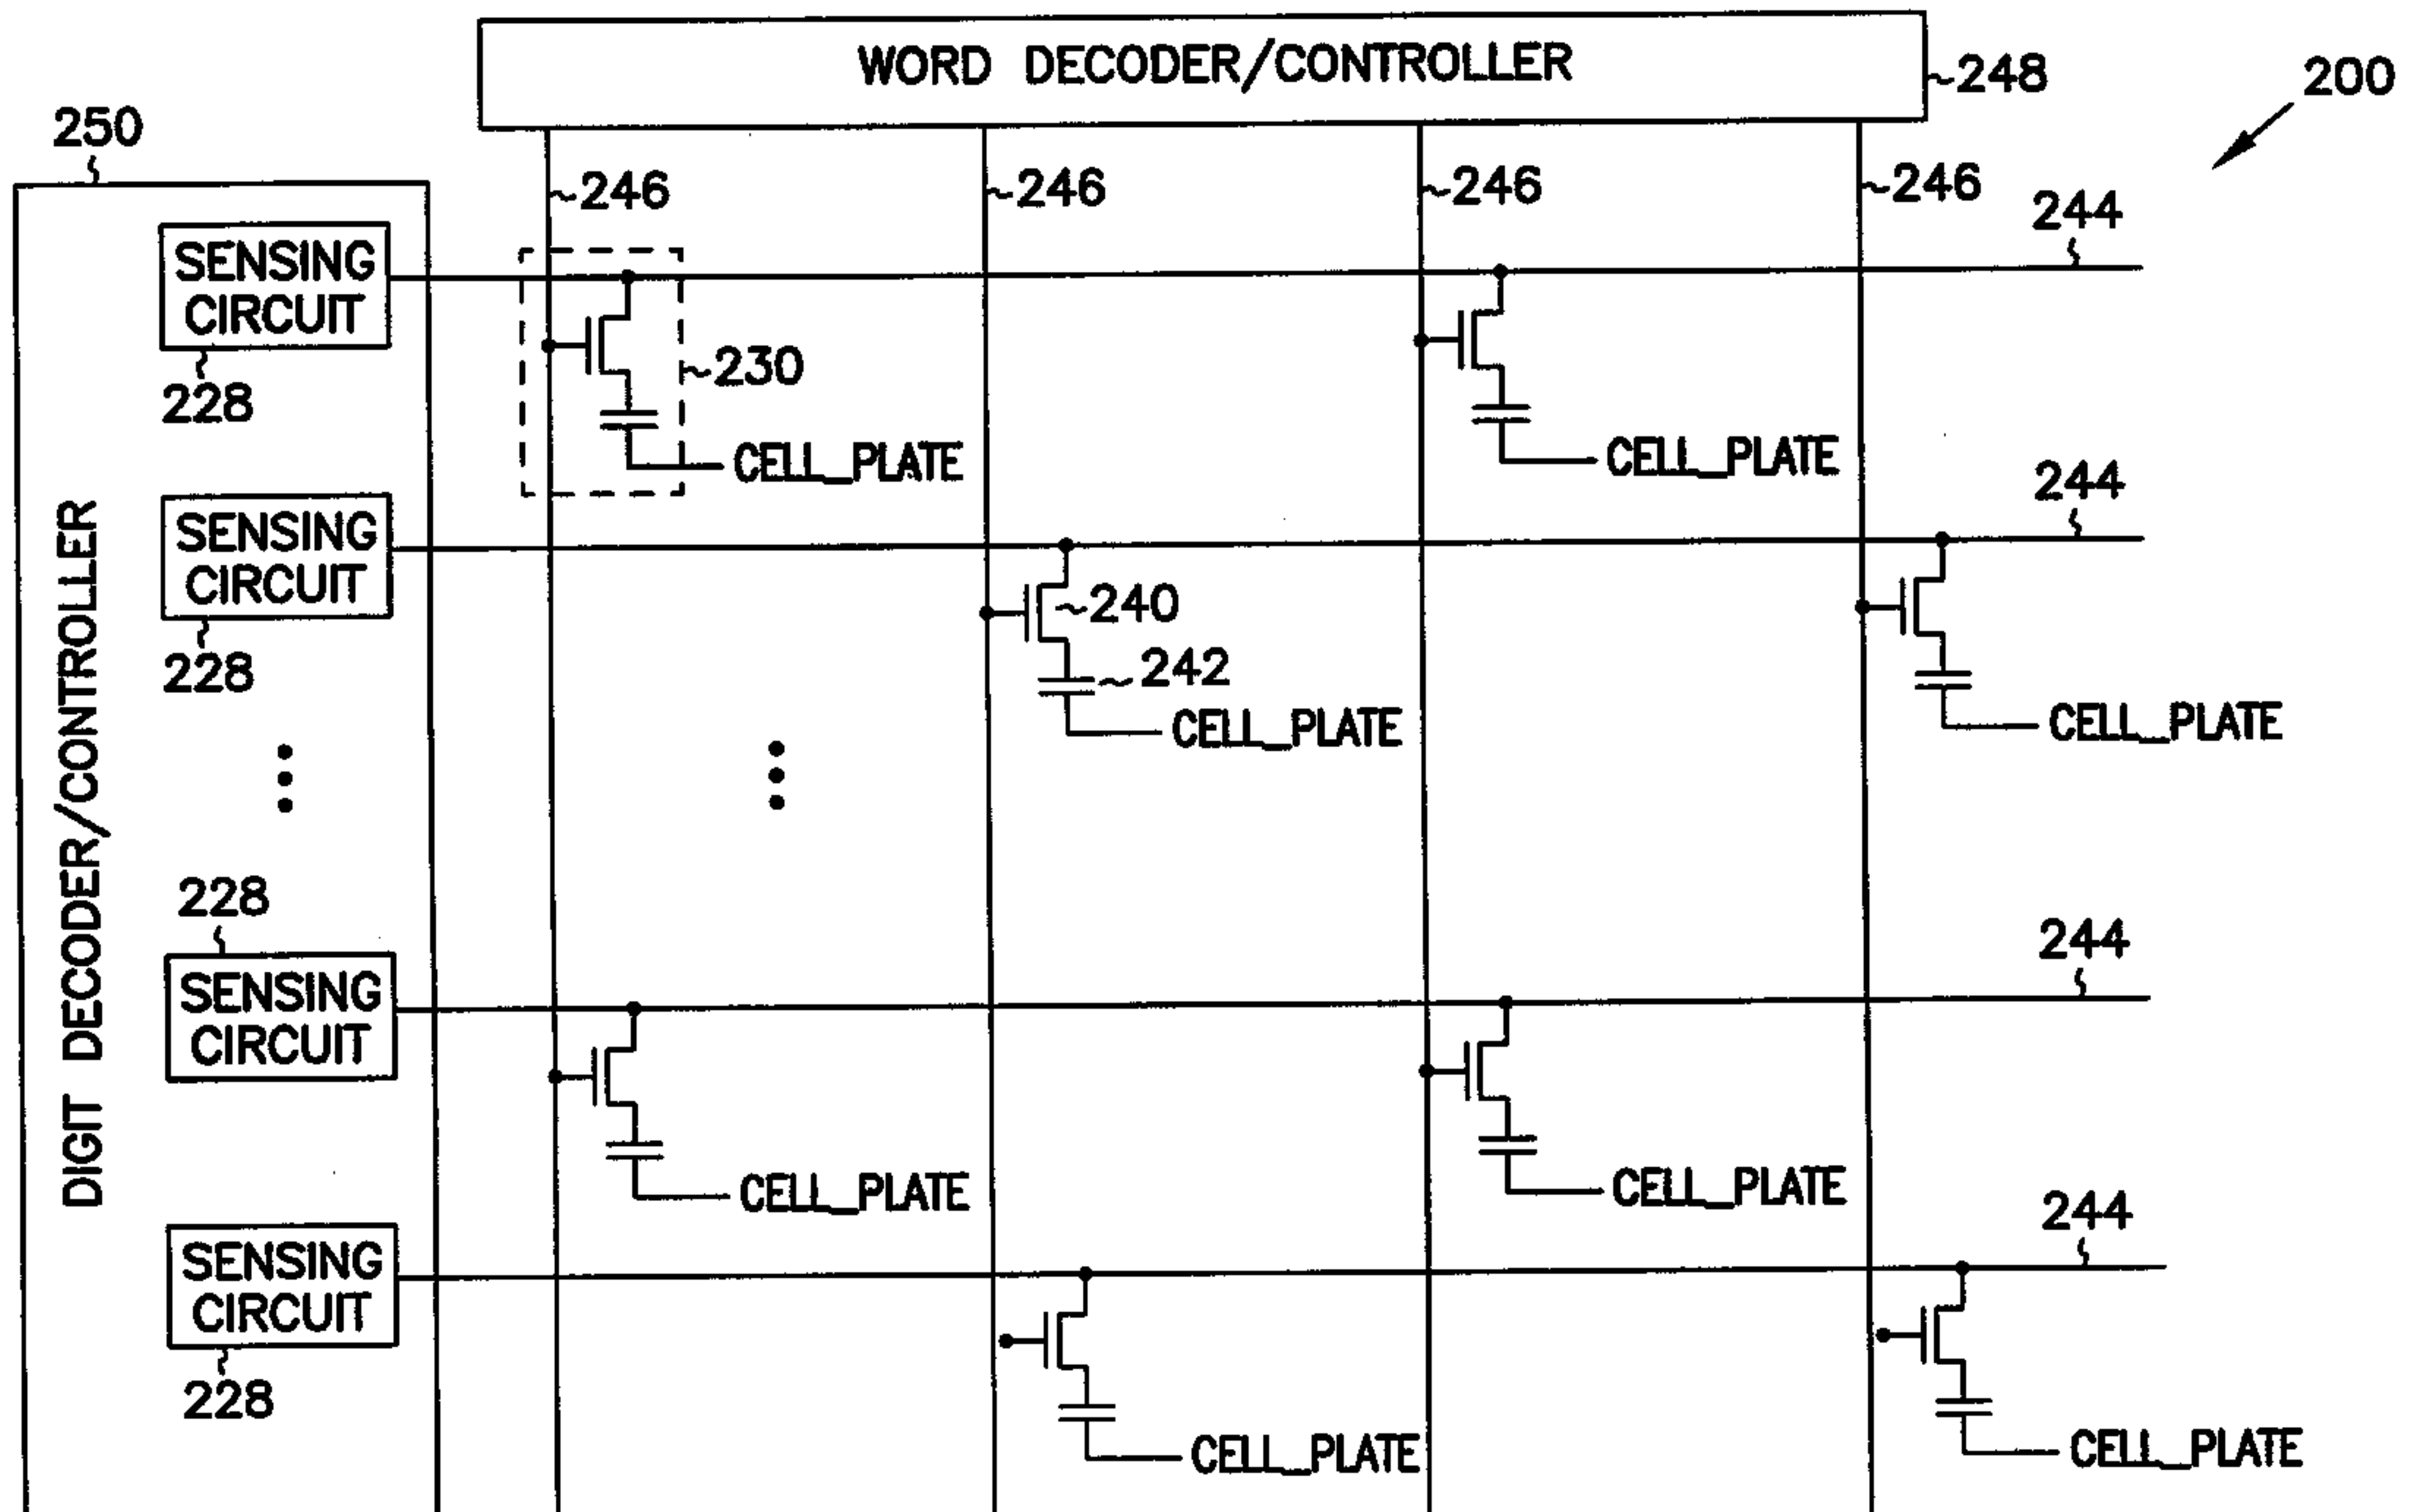 WORD DECODER/CONTROLLER
248
200
250
246
246
246
246
244
SENSING
CIRCUIT
228
230
CELL_PLATE
CELL_PLATE
244
SENSING
CIRCUIT
228
240
242
CELL_PLATE
CELL_PLATE
DIGIT DECODER/CONTROLLER
228
244
SENSING
CIRCUIT
CELL_PLATE
CELL_PLATE
244
SENSING
CIRCUIT
228
CELL_PLATE
CELL_PLATE